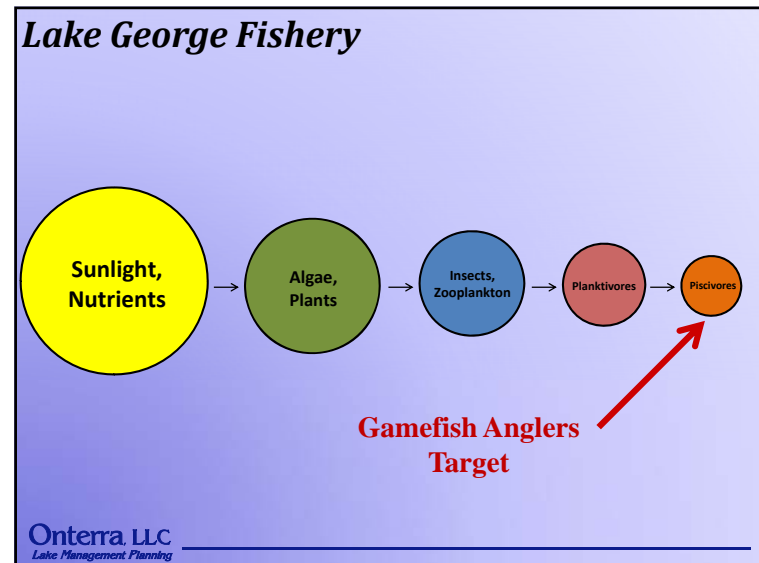 Lake George Fishery
Sunlight,
Nutrients
Algae,
Plants
Insects,
Zooplankton
Planktivores
Piscivores
Gamefish Anglers
Target
Onterra, LLC
Lake Management Planning